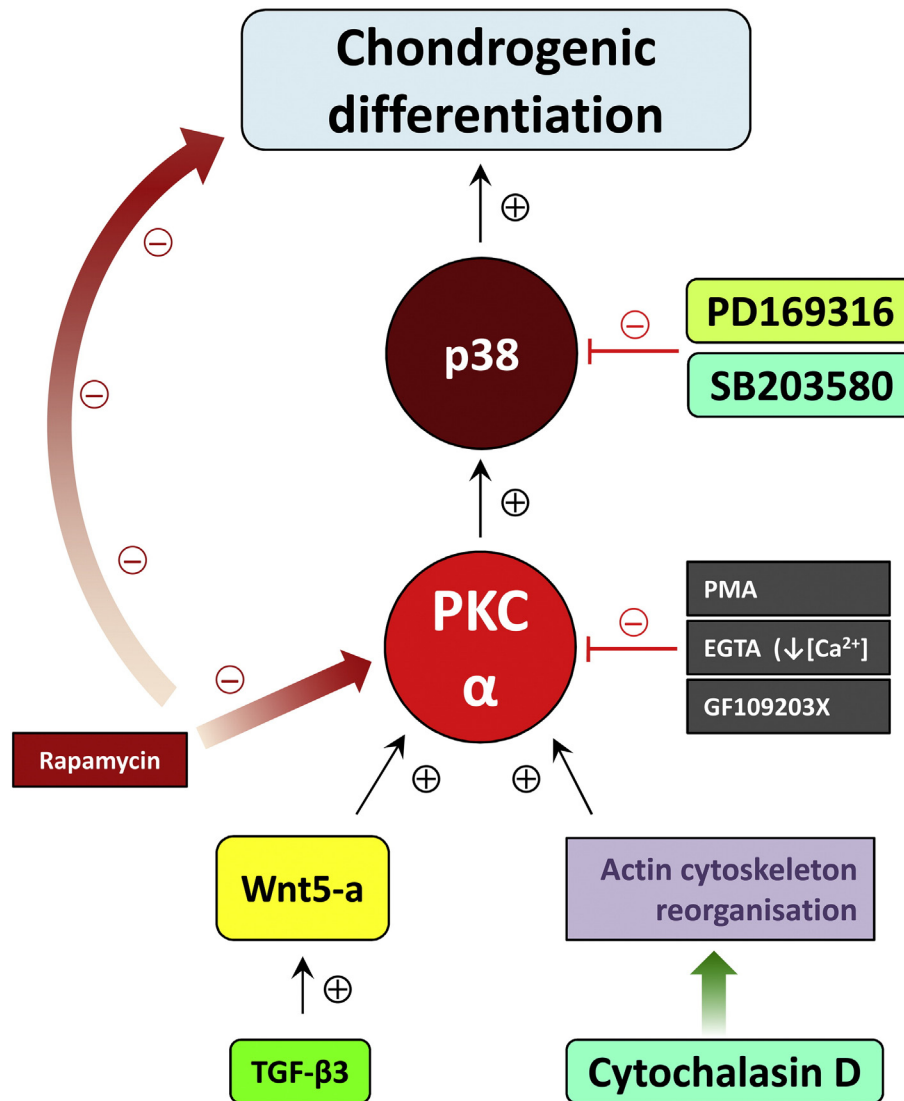 Chondrogenic
differentiation
p38
PD169316
SB203580
PKC
α
PMA
EGTA (↓[Ca²⁺]
GF109203X
Rapamycin
Wnt5-a
Actin cytoskeleton
reorganisation
TGF-β3
Cytochalasin D